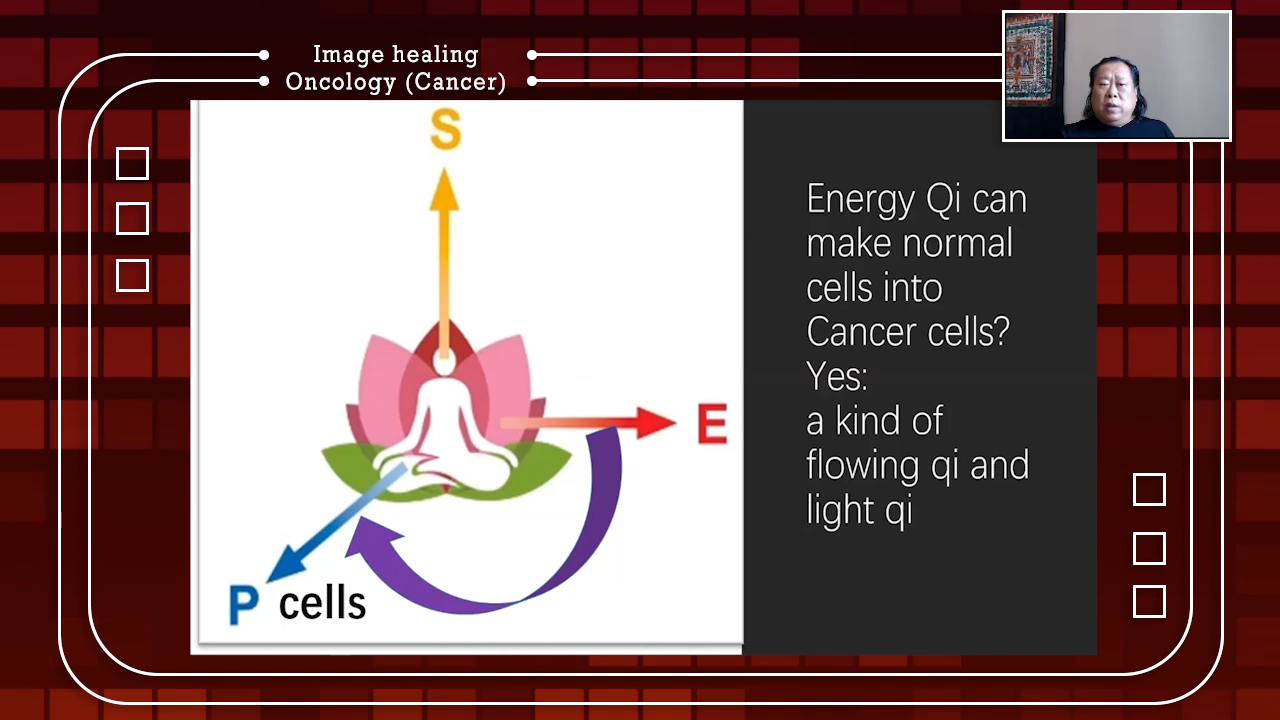 Image healing
Oncology (Cancer)
S
Energy Qi can
make normal
cells into
Cancer cells?
Yes:
a kind of
flowing qi and
light qi
E
P cells